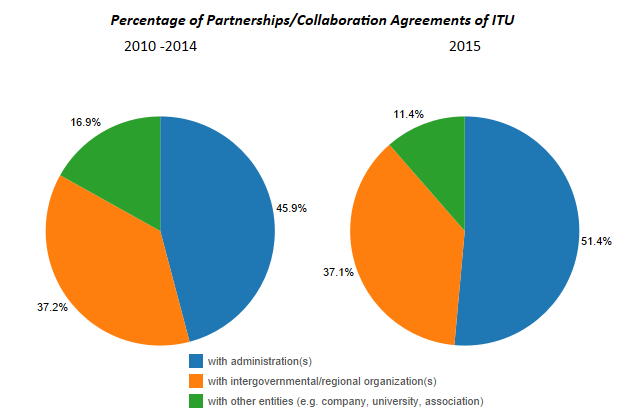 Percentage of Partnerships/Collaboration Agreements of ITU
2010 -2014
2015
16.9%
45.9%
37.2%
11.4%
51.4%
37.1%
with administration(s)
with intergovernmental/regional organization(s)
with other entities (e.g. company, university, association)